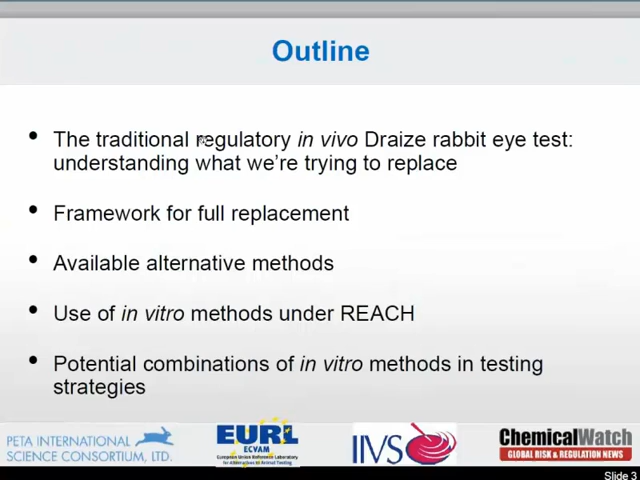 Outline
• The traditional regulatory in vivo Draize rabbit eye test:
understanding what we're trying to replace
• Framework for full replacement
• Available alternative methods
• Use of in vitro methods under REACH
• Potential combinations of in vitro methods in testing
strategies
PETA INTERNATIONAL
SCIENCE CONSORTIUM, LTD.
EURL
ECVAM
European Union Reference Laboratory
for Alternatives to Animal Testing
IIVS
ChemicalWatch
GLOBAL RISK & REGULATION NEWS
Slide 3